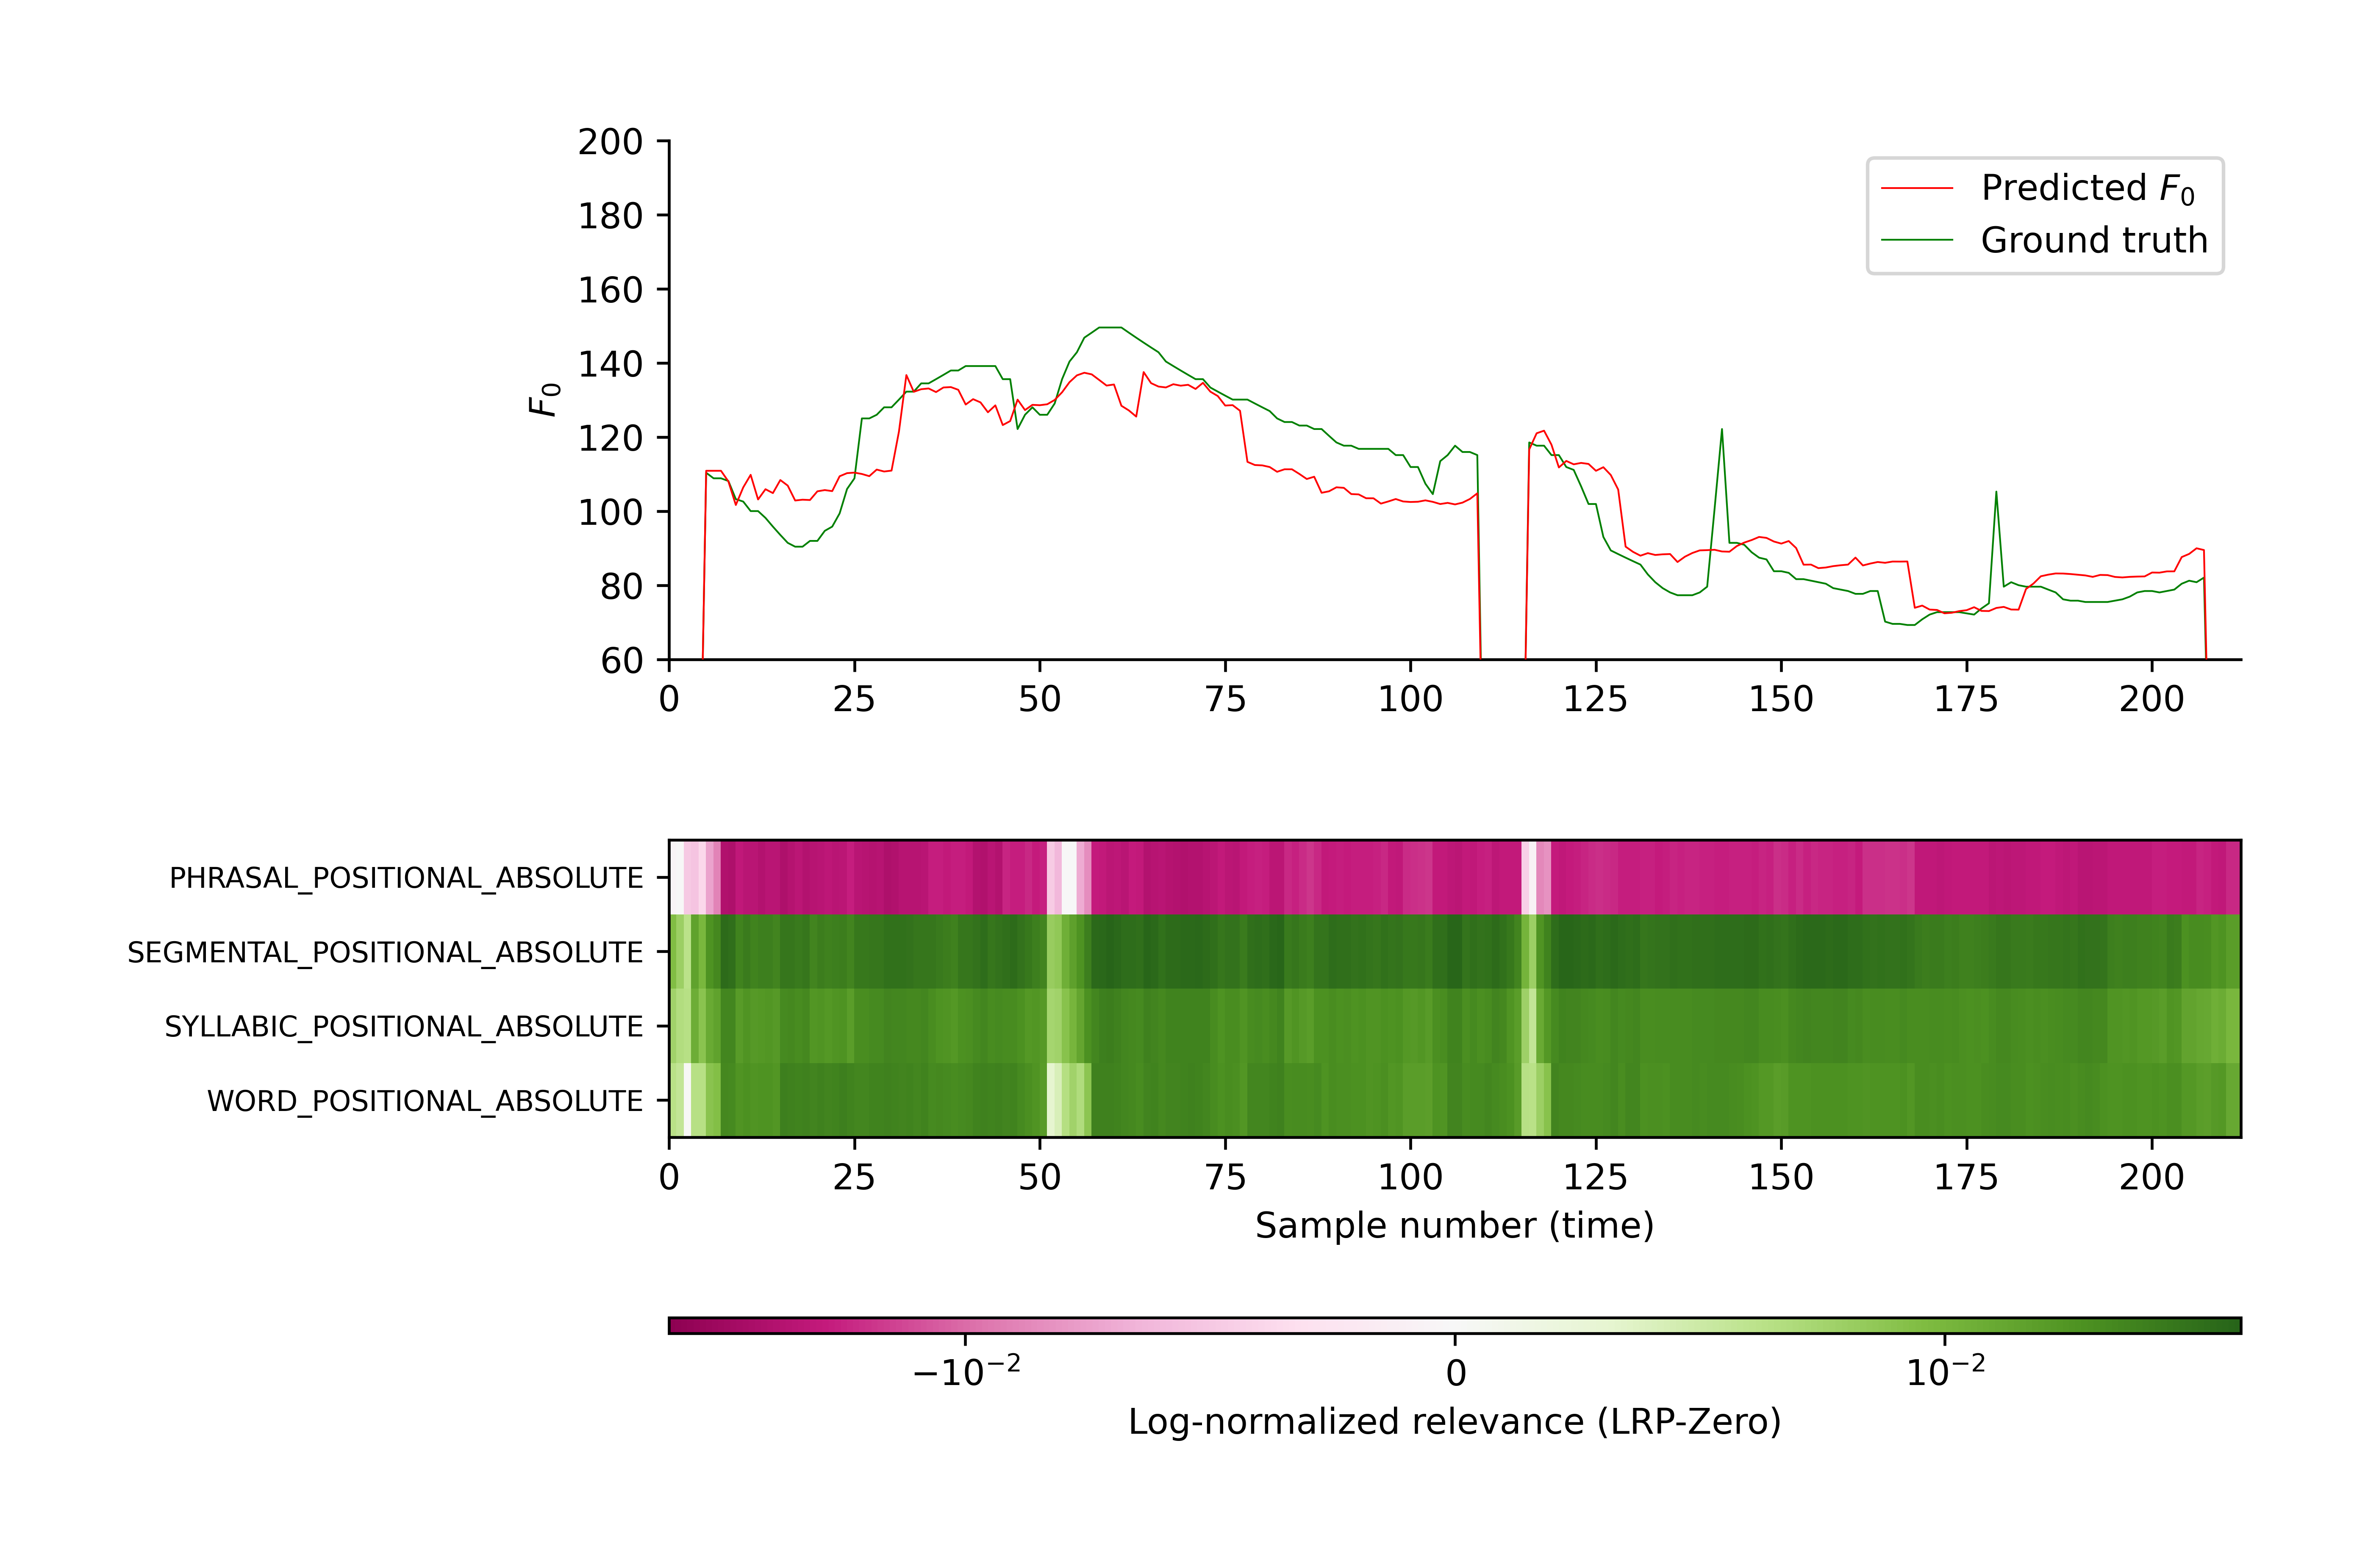 200
180
160
140
120
100
80
60
F0
Predicted F0
Ground truth
0 25 50 75 100 125 150 175 200
PHRASAL_POSITIONAL_ABSOLUTE
SEGMENTAL_POSITIONAL_ABSOLUTE
SYLLABIC_POSITIONAL_ABSOLUTE
WORD_POSITIONAL_ABSOLUTE
0 25 50 75 100 125 150 175 200
Sample number (time)
−10⁻² 0 10⁻²
Log-normalized relevance (LRP-Zero)